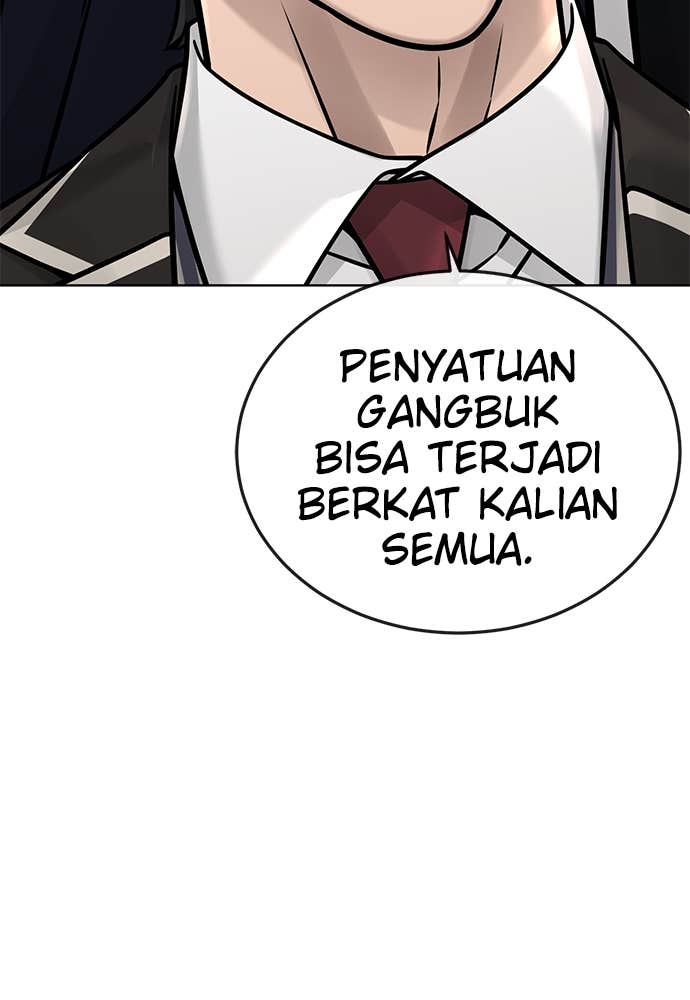 PENYATUAN
GANGBUK
BISA TERJADI
BERKAT KALIAN
SEMUA.